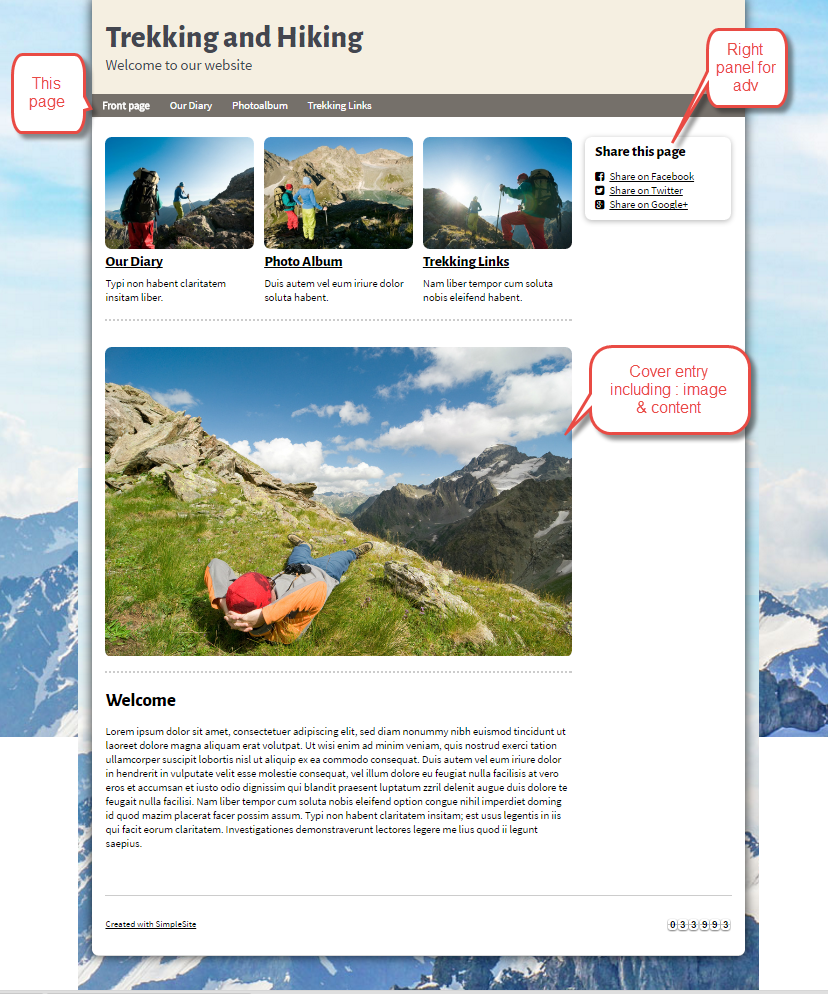 Trekking and Hiking
Welcome to our website
This
page
Right
panel for
adv
Front page
Our Diary
Photoalbum
Trekking Links
Our Diary
Typi non habent claritatem
insitam liber.
Photo Album
Duis autem vel eum iriure dolor
soluta habent.
Trekking Links
Nam liber tempor cum soluta
nobis eleifend habent.
Share this page
Share on Facebook
Share on Twitter
Share on Google+
Cover entry
including : image
& content
Welcome
Lorem ipsum dolor sit amet, consectetuer adipiscing elit, sed diam nonummy nibh euismod tincidunt ut
laoreet dolore magna aliquam erat volutpat. Ut wisi enim ad minim veniam, quis nostrud exerci tation
ullamcorper suscipit lobortis nisl ut aliquip ex ea commodo consequat. Duis autem vel eum iriure dolor
in hendrerit in vulputate velit esse molestie consequat, vel illum dolore eu feugiat nulla facilisis at vero
eros et accumsan et iusto odio dignissim qui blandit praesent luptatum zzril delenit augue duis dolore te
feugait nulla facilisi. Nam liber tempor cum soluta nobis eleifend option congue nihil imperdiet doming
id quod mazim placerat facer possim assum. Typi non habent claritatem insitam; est usus legentis in iis
qui facit eorum claritatem. Investigationes demonstraverunt lectores legere me lius quod ii legunt
saepius.
Created with SimpleSite
033993